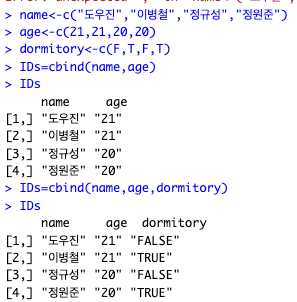 > name<-c("도우진","이병철","정규성","정원준")
> age<-c(21,21,20,20)
> dormitory<-c(F,T,F,T)
> IDs=cbind(name,age)
> IDs
name age
[1,] "도우진" "21"
[2,] "이병철" "21"
[3,] "정규성" "20"
[4,] "정원준" "20"
> IDs=cbind(name,age,dormitory)
> IDs
name age dormitory
[1,] "도우진" "21" "FALSE"
[2,] "이병철" "21" "TRUE"
[3,] "정규성" "20" "FALSE"
[4,] "정원준" "20" "TRUE"